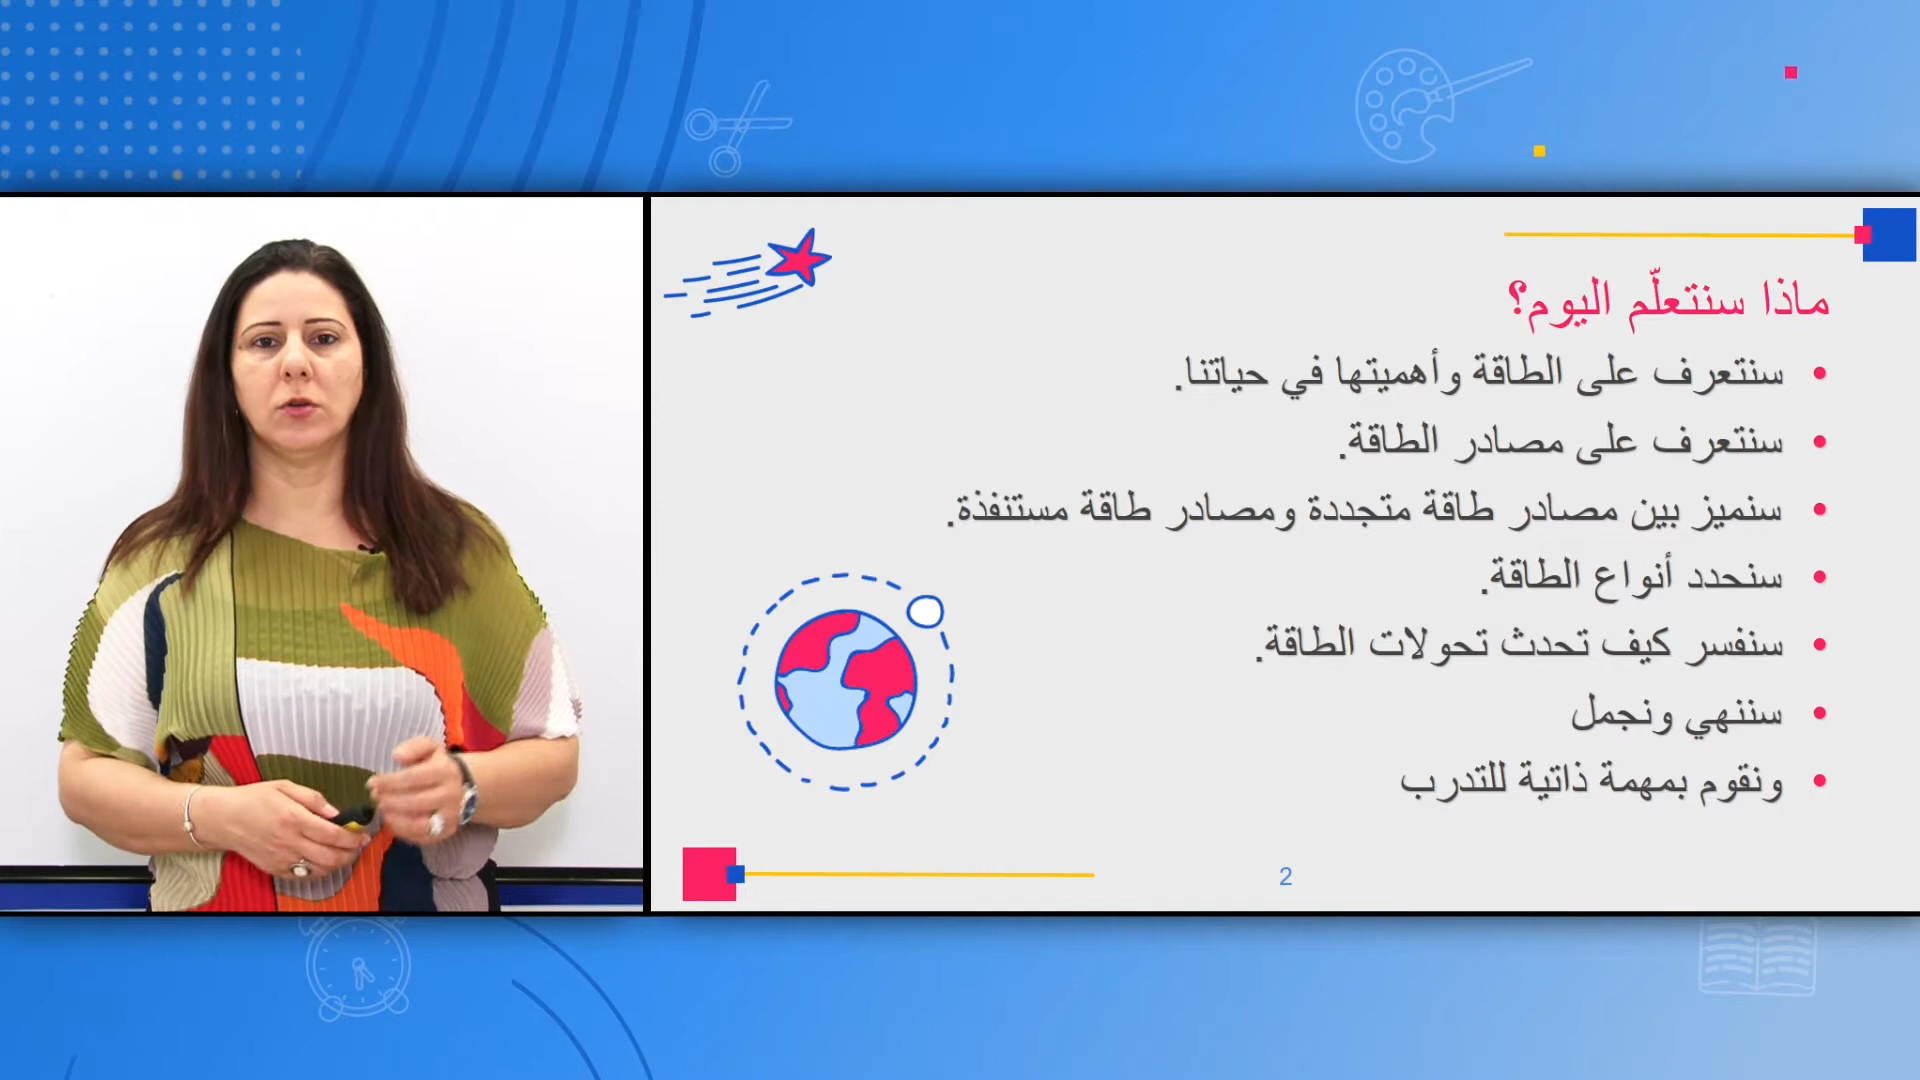 ماذا سنتعلّم اليوم؟
• سنتعرف على الطاقة وأهميتها في حياتنا.
• سنتعرف على مصادر الطاقة.
• سنميز بين مصادر طاقة متجددة ومصادر طاقة مستنفذة.
• سنحدد أنواع الطاقة.
• سنفسر كيف تحدث تحولات الطاقة.
• سننهي ونجمل
• ونقوم بمهمة ذاتية للتدرب
2